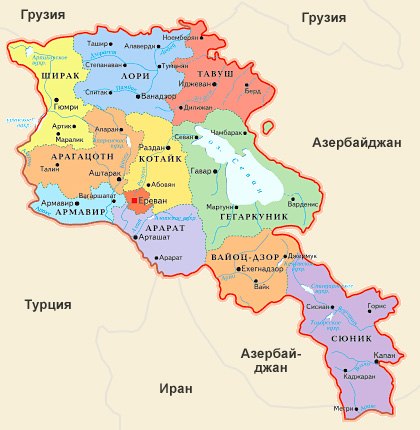 Грузия
Грузия
Ноемберян
Ташир
Алаверди
Степанаван
Туманян
ШИРАК
ЛОРИ
ТАВУШ
Иджеван
Берд
Спитак
Ванадзор
Гюмри
Дилижан
Артик
Апаран
Маралик
Севан
Чамбарак
Азербайджан
Раздан
АРАГАЦОТН
КОТАЙК
Талин
Гавар
оз. Севан
Аштарак
Абовян
Вагаршапат
Армавир
Ереван
Мартуни
Варденис
АРМАВИР
ГЕГАРКУНИК
АРАРАТ
Арташат
Арарат
ВАЙОЦ-ДЗОР
Джермук
Ехегнадзор
Вайк
Турция
Сисиан
Горис
СЮНИК
Азербай-
джан
Капан
Каджаран
Иран
Мегри